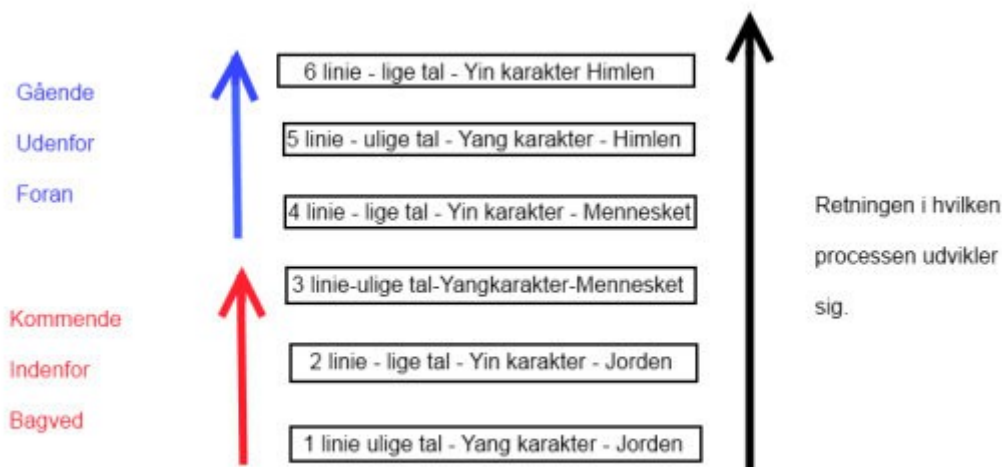 Gående
Udenfor
Foran
Kommende
Indenfor
Bagved
6 linie - lige tal - Yin karakter Himlen
5 linie - ulige tal - Yang karakter - Himlen
4 linie - lige tal - Yin karakter - Mennesket
3 linie-ulige tal-Yangkarakter-Mennesket
2 linie - lige tal - Yin karakter - Jorden
1 linie ulige tal - Yang karakter - Jorden
Retningen i hvilken
processen udvikler
sig.